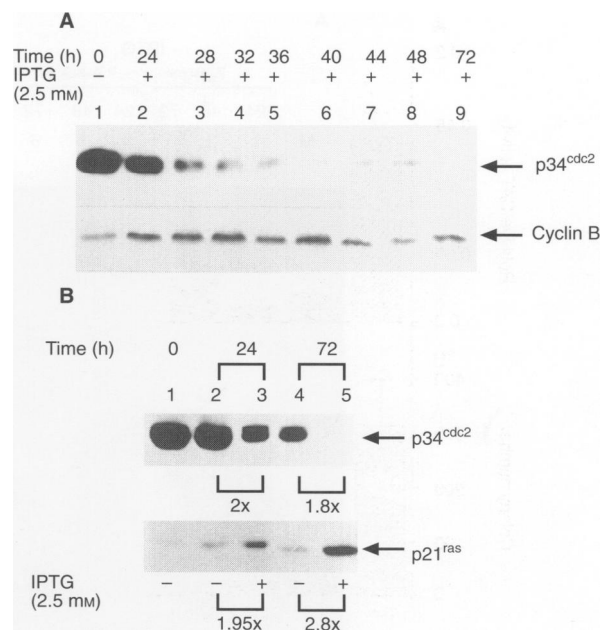 A
Time (h) 0 24 28 32 36 40 44 48 72
IPTG − + + + + + + + +
(2.5 mM)
1 2 3 4 5 6 7 8 9
p34cdc2
Cyclin B
B
Time (h) 0 24 72
1 2 3 4 5
p34cdc2
2x 1.8x
p21ras
IPTG − − + − +
(2.5 mM)
1.95x 2.8x